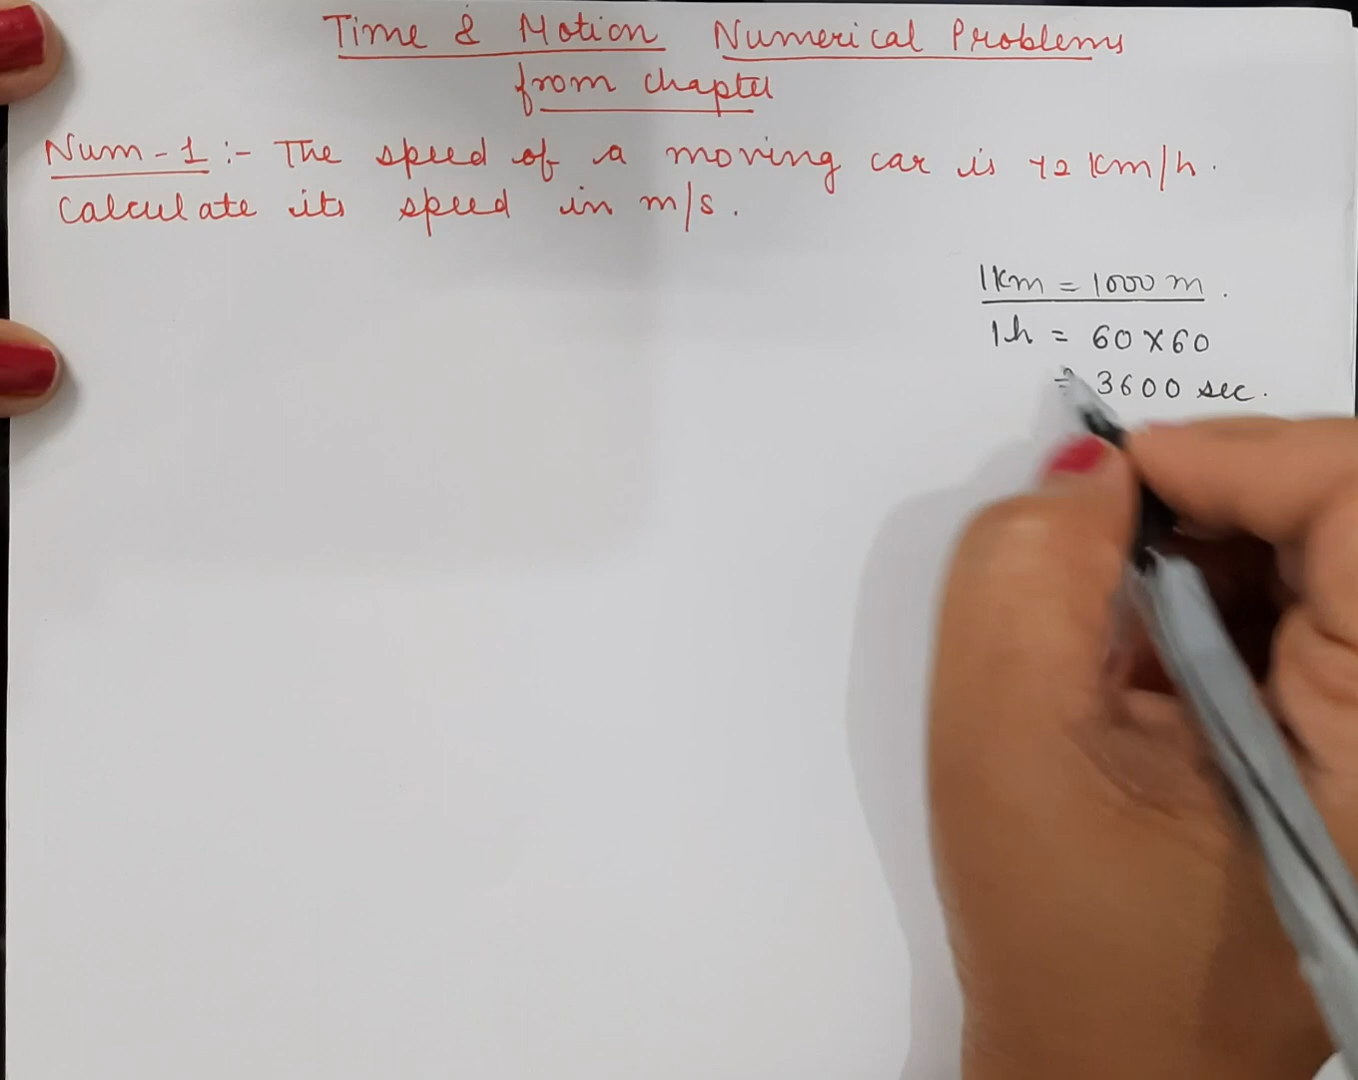 Time & Motion Numerical Problems
from chapter
Num-1 :- The speed of a moving car is 72 km/h.
Calculate its speed in m/s.
1km = 1000 m.
1h = 60 × 60
= 3600 sec.